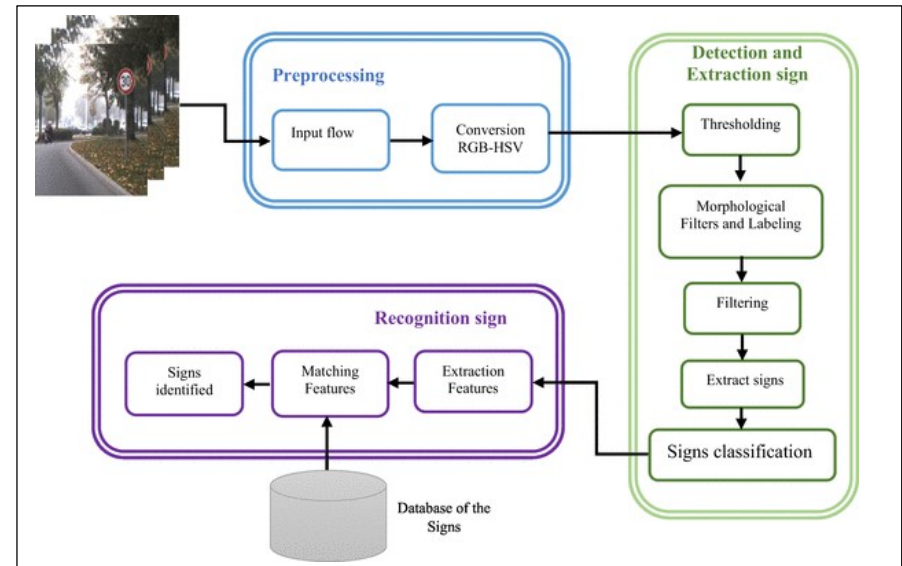 30
Preprocessing
Input flow
Conversion
RGB-HSV
Detection and
Extraction sign
Thresholding
Morphological
Filters and Labeling
Filtering
Extract signs
Signs classification
Recognition sign
Extraction
Features
Matching
Features
Signs
identified
Database of the
Signs